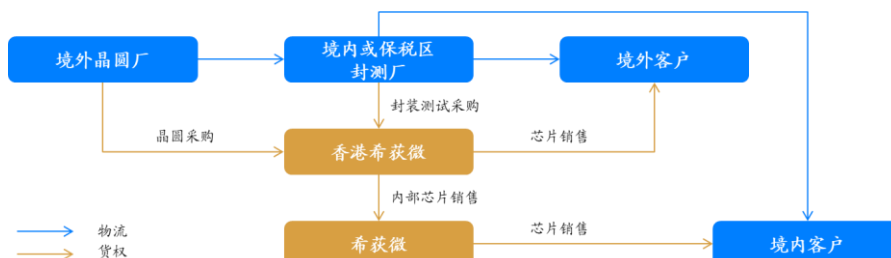 境外晶圆厂
境内或保税区
封测厂
境外客户
封装测试采购
晶圆采购
香港希荻微
芯片销售
内部芯片销售
物流
货权
希荻微
芯片销售
境内客户